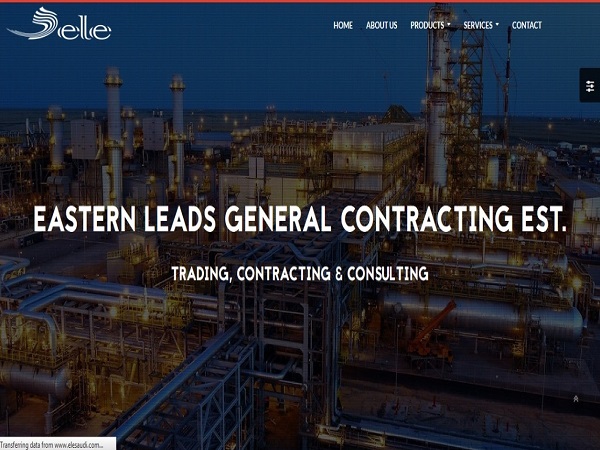 elle
HOME ABOUT US PRODUCTS SERVICES CONTACT
EASTERN LEADS GENERAL CONTRACTING EST.
TRADING, CONTRACTING & CONSULTING
Transferring data from www.elesaudi.com...